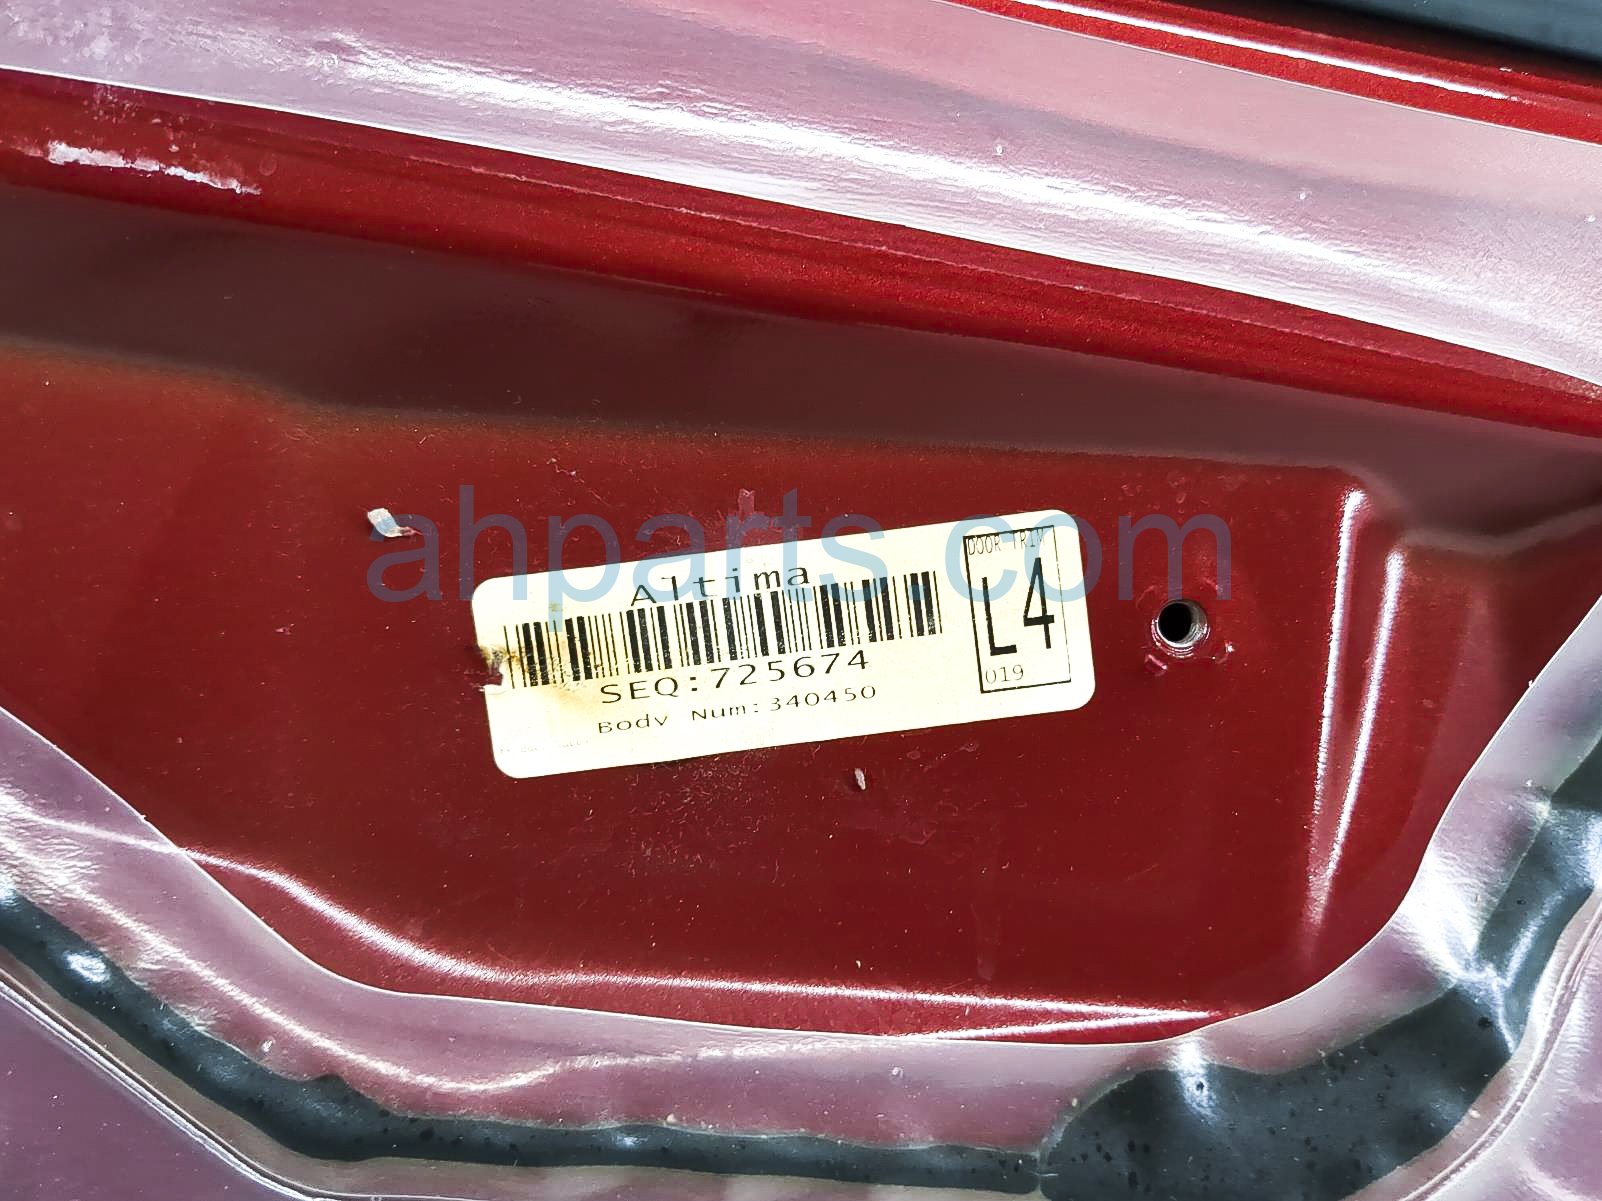 ahparts.com
Altima
SEQ:725674
Body Num:340450
DOOR TRIM
L4
019